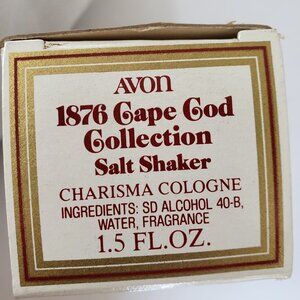 AVON
1876 Cape Cod
Collection
Salt Shaker
CHARISMA COLOGNE
INGREDIENTS: SD ALCOHOL 40-B,
WATER, FRAGRANCE
1.5 FL.OZ.